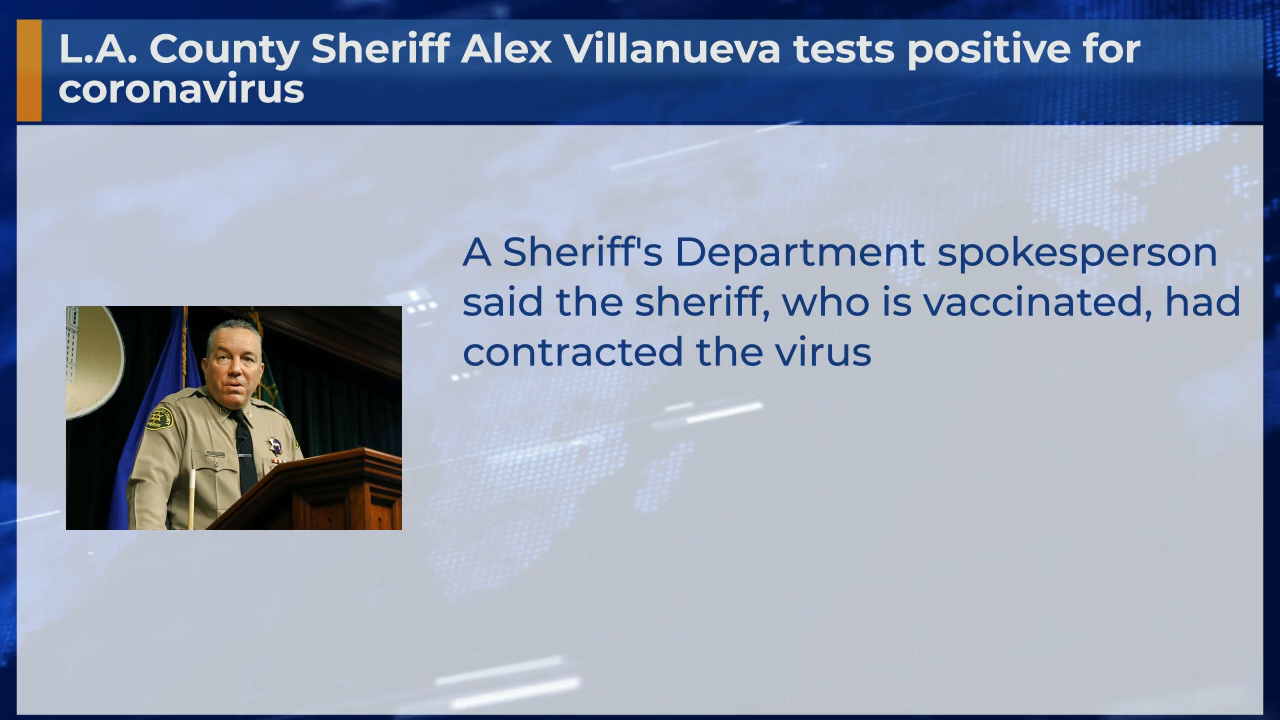 L.A. County Sheriff Alex Villanueva tests positive for
coronavirus
A Sheriff's Department spokesperson
said the sheriff, who is vaccinated, had
contracted the virus